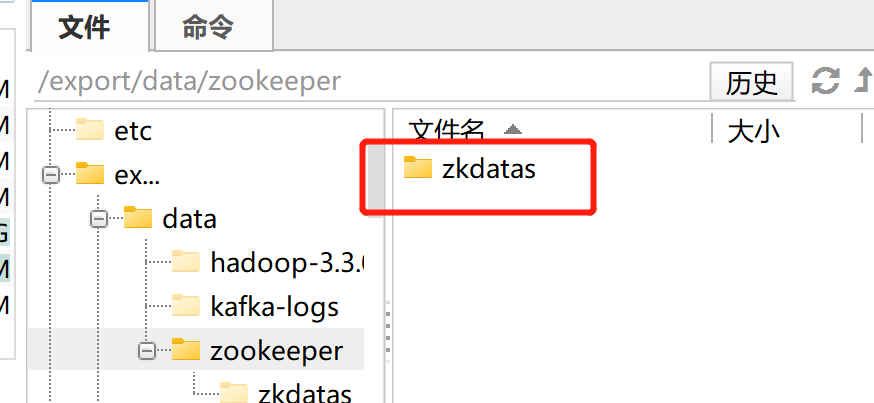 文件 命令
/export/data/zookeeper 历史
etc
ex...
data
hadoop-3.3.
kafka-logs
zookeeper
zkdatas
文件名 大小
zkdatas
M
M
M
M
G
M
M